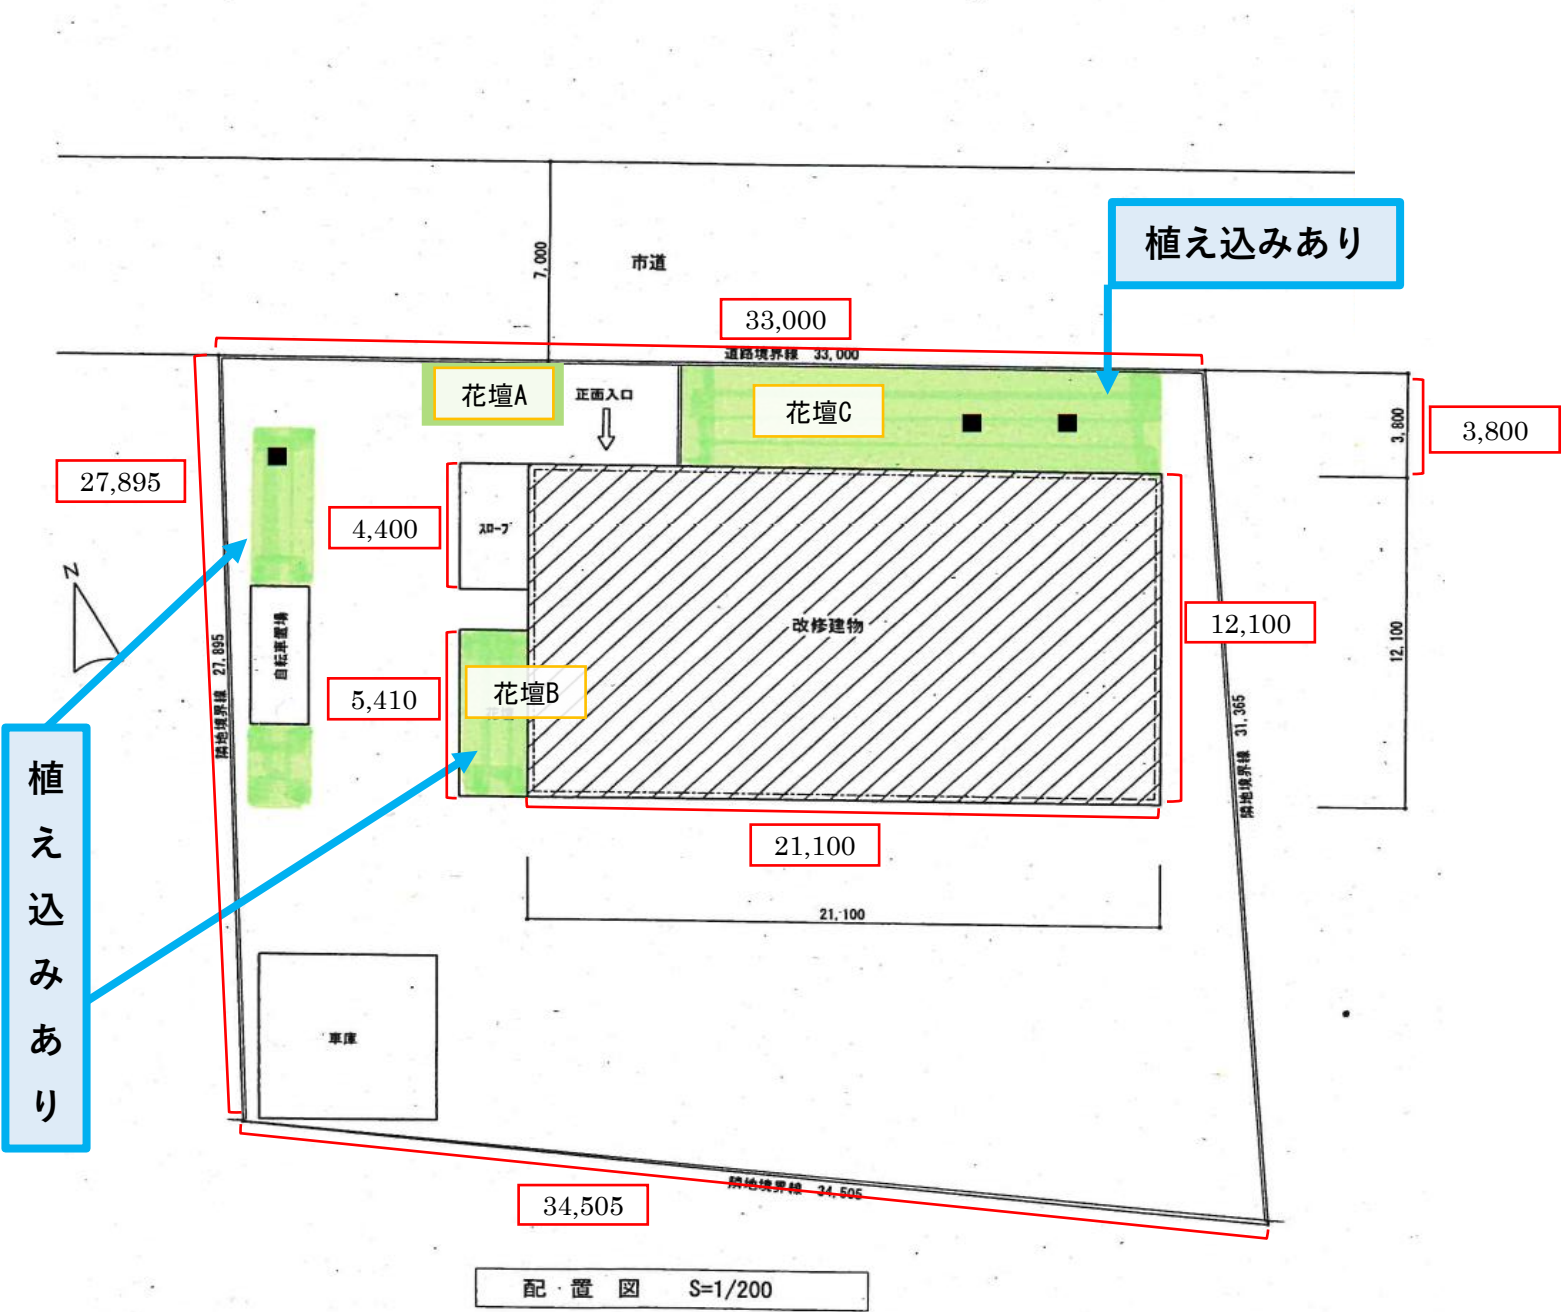 7,000
市道
植え込みあり
33,000
道路境界線 33,000
花壇A
正面入口
花壇C
3,800
3,800
27,895
4,400
スロープ
N
改修建物
12,100
12,100
自転車置場
隣地境界線 27,895
5,410
花壇B
花壇
隣地境界線 31,365
植え込みあり
21,100
21,100
車庫
隣地境界線 34,505
34,505
配置図 S=1/200